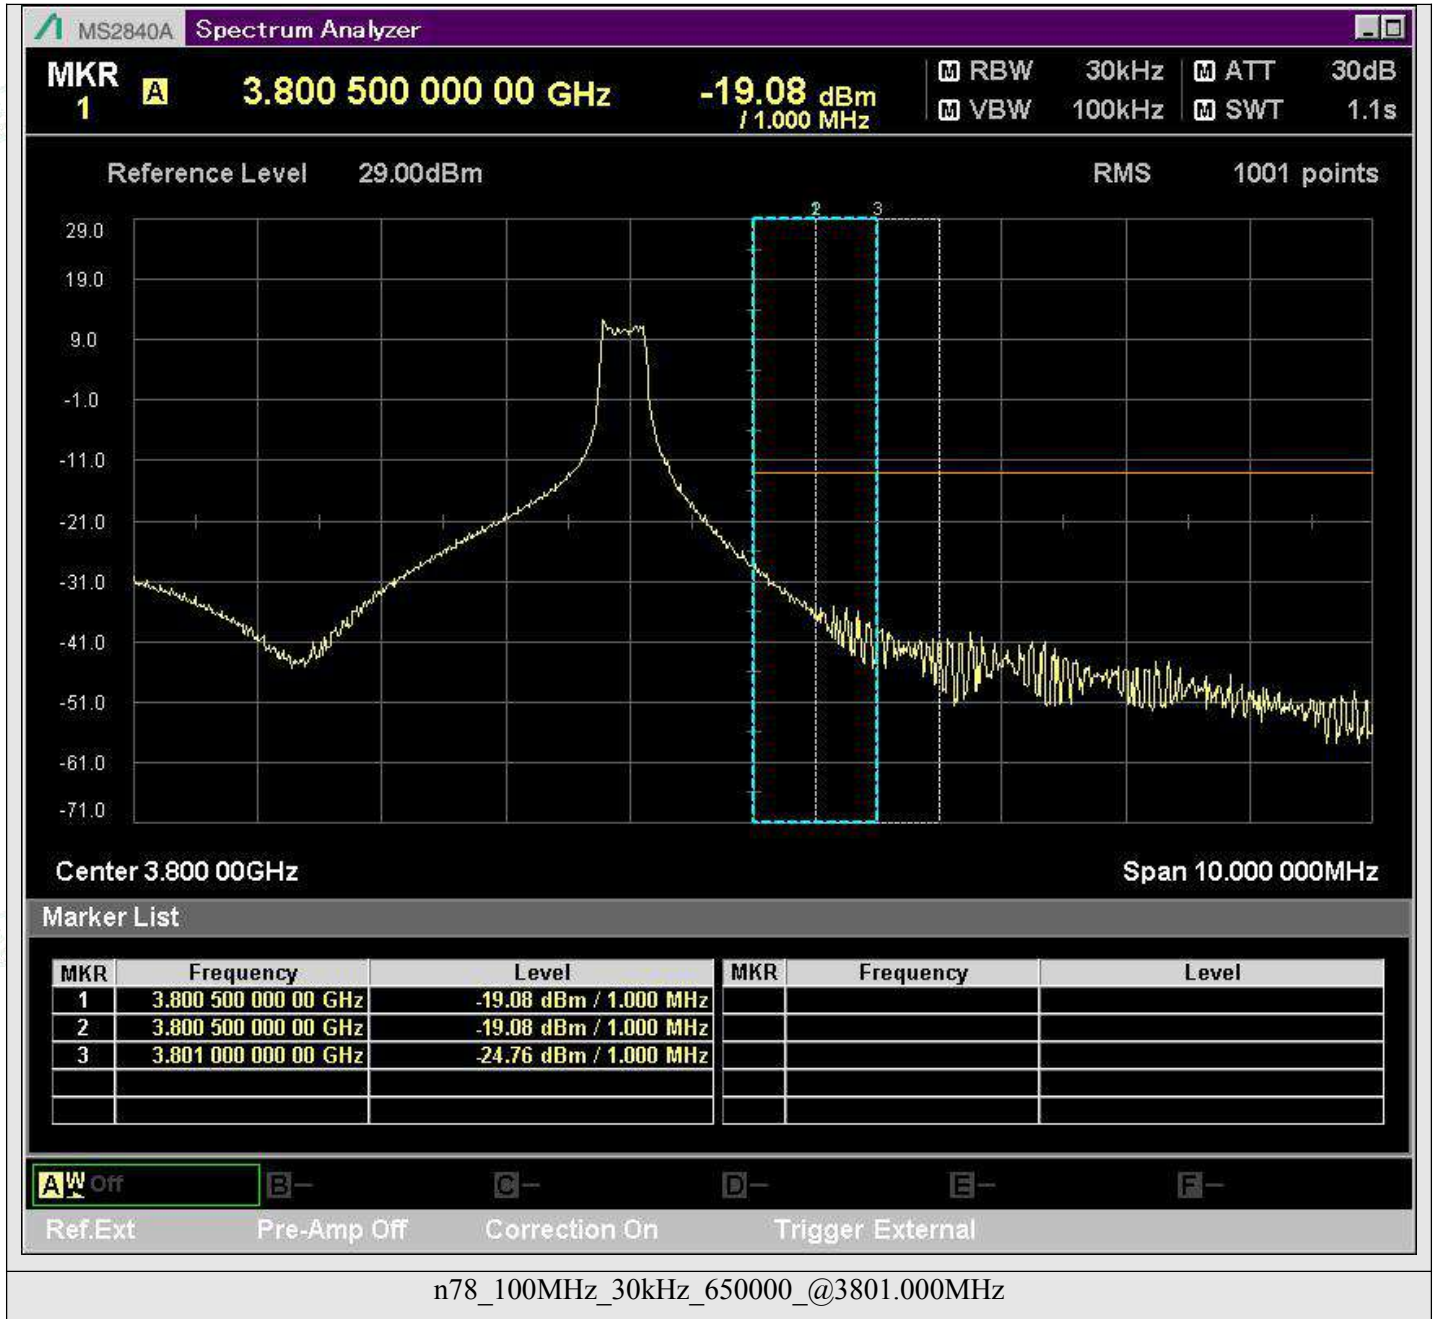 MS2840A Spectrum Analyzer
MKR 1 A 3.800 500 000 00 GHz -19.08 dBm / 1.000 MHz
M RBW 30kHz M ATT 30dB
M VBW 100kHz M SWT 1.1s
Reference Level 29.00dBm RMS 1001 points
2 3
29.0
19.0
9.0
-1.0
-11.0
-21.0
-31.0
-41.0
-51.0
-61.0
-71.0
Center 3.800 00GHz Span 10.000 000MHz
Marker List
MKR Frequency Level MKR Frequency Level
1 3.800 500 000 00 GHz -19.08 dBm / 1.000 MHz
2 3.800 500 000 00 GHz -19.08 dBm / 1.000 MHz
3 3.801 000 000 00 GHz -24.76 dBm / 1.000 MHz
A W Off B – C – D – E – F –
Ref.Ext Pre-Amp Off Correction On Trigger External
n78_100MHz_30kHz_650000_@3801.000MHz